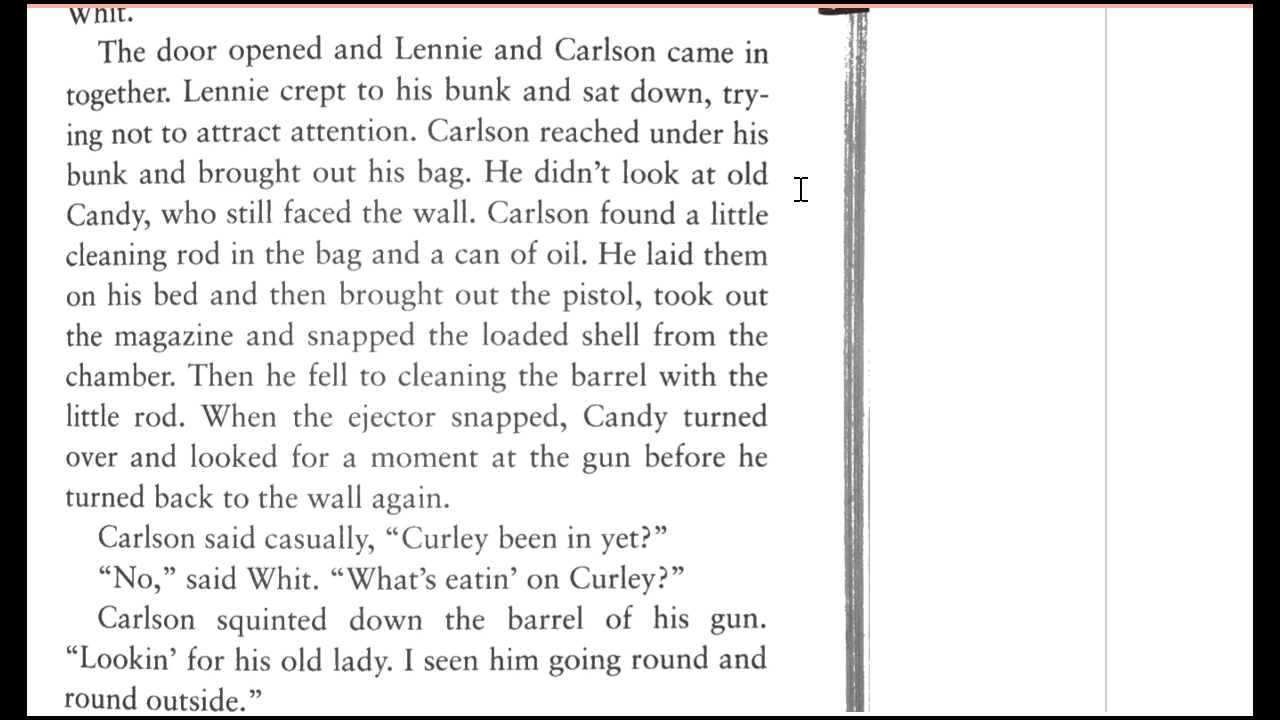 Whit.
The door opened and Lennie and Carlson came in
together. Lennie crept to his bunk and sat down, try-
ing not to attract attention. Carlson reached under his
bunk and brought out his bag. He didn’t look at old
Candy, who still faced the wall. Carlson found a little
cleaning rod in the bag and a can of oil. He laid them
on his bed and then brought out the pistol, took out
the magazine and snapped the loaded shell from the
chamber. Then he fell to cleaning the barrel with the
little rod. When the ejector snapped, Candy turned
over and looked for a moment at the gun before he
turned back to the wall again.
Carlson said casually, “Curley been in yet?”
“No,” said Whit. “What’s eatin’ on Curley?”
Carlson squinted down the barrel of his gun.
“Lookin’ for his old lady. I seen him going round and
round outside.”